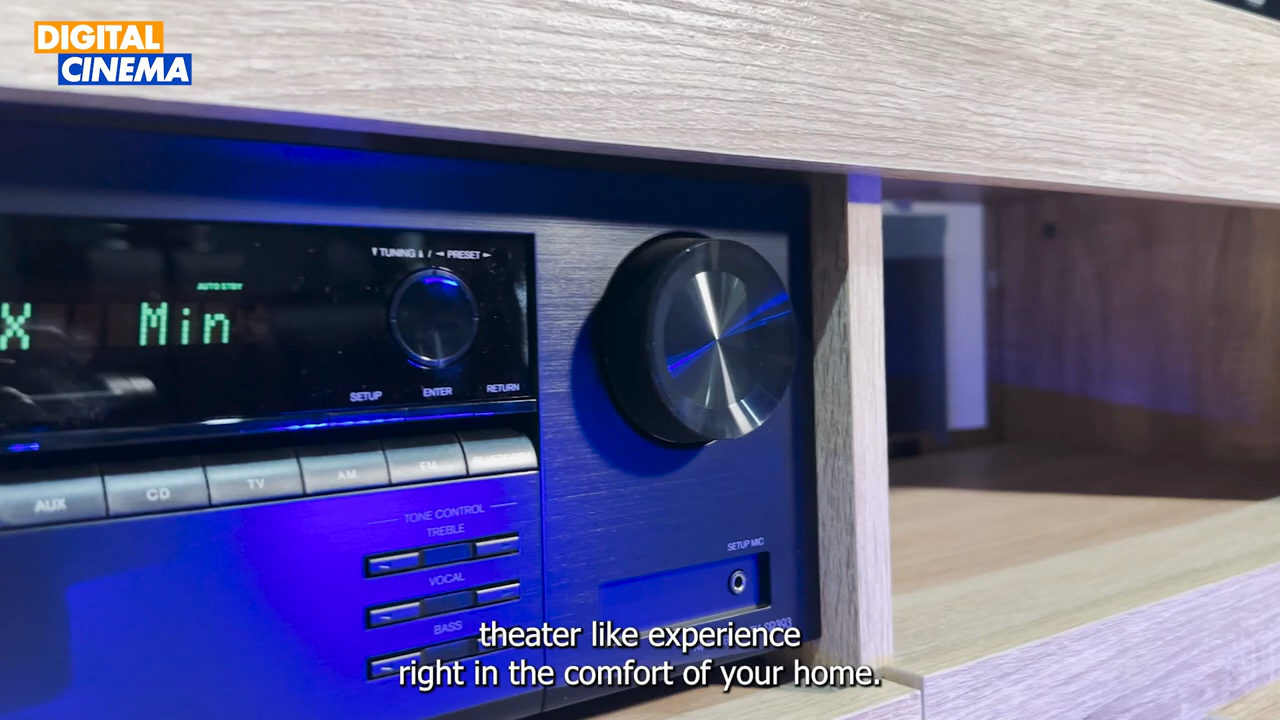 DIGITAL
CINEMA
▼TUNING▲ / ◄ PRESET ►
AUTO STBY
X Min
SETUP ENTER RETURN
AUX CD TV AM FM
TONE CONTROL
TREBLE
VOCAL
BASS
SETUP MIC
theater like experience
right in the comfort of your home.